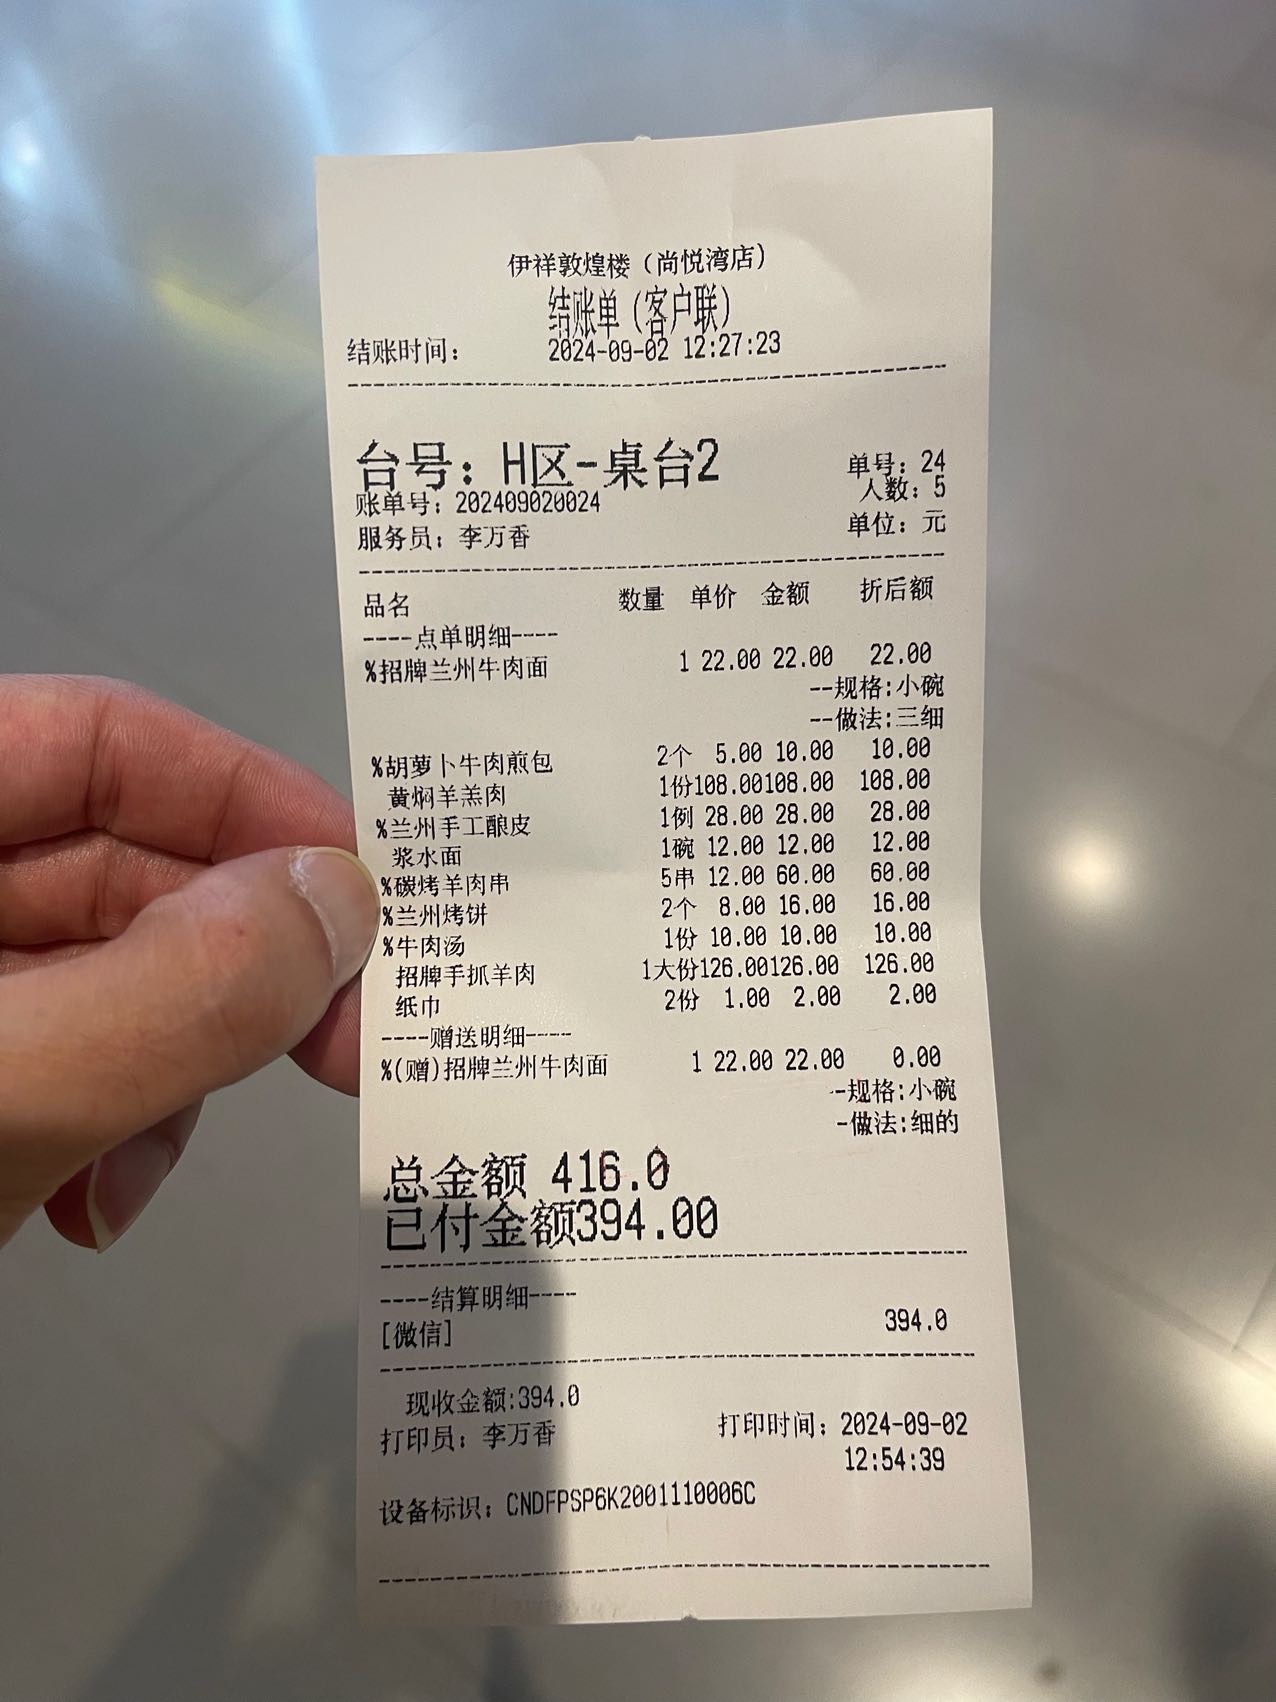 伊祥敦煌楼（尚悦湾店）
结账单（客户联）
结账时间： 2024-09-02 12:27:23
台号：H区-桌台2 单号：24
账单号：202409020024 人数：5
服务员：李万香 单位：元
品名 数量 单价 金额 折后额
----点单明细----
%招牌兰州牛肉面 1 22.00 22.00 22.00
--规格:小碗
--做法:三细
%胡萝卜牛肉煎包 2个 5.00 10.00 10.00
黄焖羊羔肉 1份108.00108.00 108.00
%兰州手工酿皮 1例 28.00 28.00 28.00
浆水面 1碗 12.00 12.00 12.00
%碳烤羊肉串 5串 12.00 60.00 60.00
%兰州烤饼 2个 8.00 16.00 16.00
%牛肉汤 1份 10.00 10.00 10.00
招牌手抓羊肉 1大份126.00126.00 126.00
纸巾 2份 1.00 2.00 2.00
----赠送明细----
%(赠)招牌兰州牛肉面 1 22.00 22.00 0.00
-规格:小碗
-做法:细的
总金额 416.0
已付金额394.00
----结算明细----
[微信] 394.0
现收金额:394.0
打印员：李万香 打印时间：2024-09-02
12:54:39
设备标识：CNDFPSP6K2001110006C